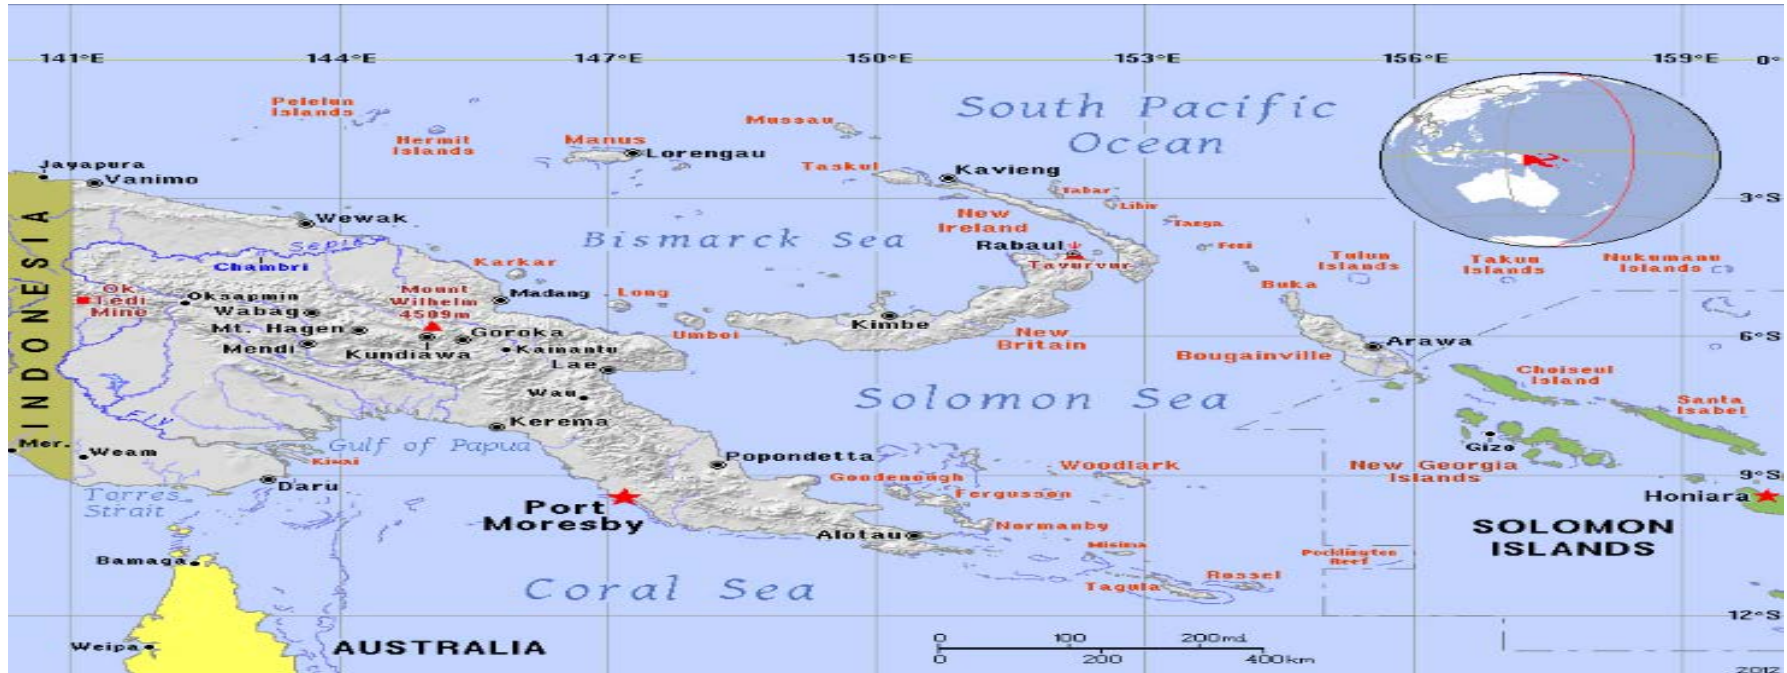 141°E 144°E 147°E 150°E 153°E 156°E 159°E 0°
Pelelun
Islands
Hermit
Islands
Manus
Lorengau
Mussau
South Pacific
Ocean
Jayapura
Vanimo
Taskul
Kavieng
Tabar
Lihir
Tanga
Feni
3°S
Wewak
Sepik
Bismarck Sea
New
Ireland
Rabaul
Tavurvur
Chambri
Karkar
Tulun
Islands
Takuu
Islands
Nukumanu
Islands
INDONESIA
Ok
Tedi
Mine
Oksapmin
Wabag
Mt. Hagen
Mendi
Mount
Wilhelm
4509m
Madang
Long
Umboi
Buka
Kundiawa
Goroka
Kainantu
Lae
Kimbe
New
Britain
Bougainville
Arawa
6°S
Choiseul
Island
Santa
Isabel
Wau
Solomon Sea
Fly
Kerema
Gulf of Papua
Mer.
Weam
Kiwai
Daru
Popondetta
Goodenough
Woodlark
Fergusson
Normanby
Gizo
New Georgia
Islands
9°S
Honiara
Torres
Strait
Port
Moresby
Alotau
Misima
Tagula
Rossel
Pocklington
Reef
SOLOMON
ISLANDS
Bamaga
Coral Sea
12°S
Weipa
AUSTRALIA
0 100 200mi
0 200 400km
2012